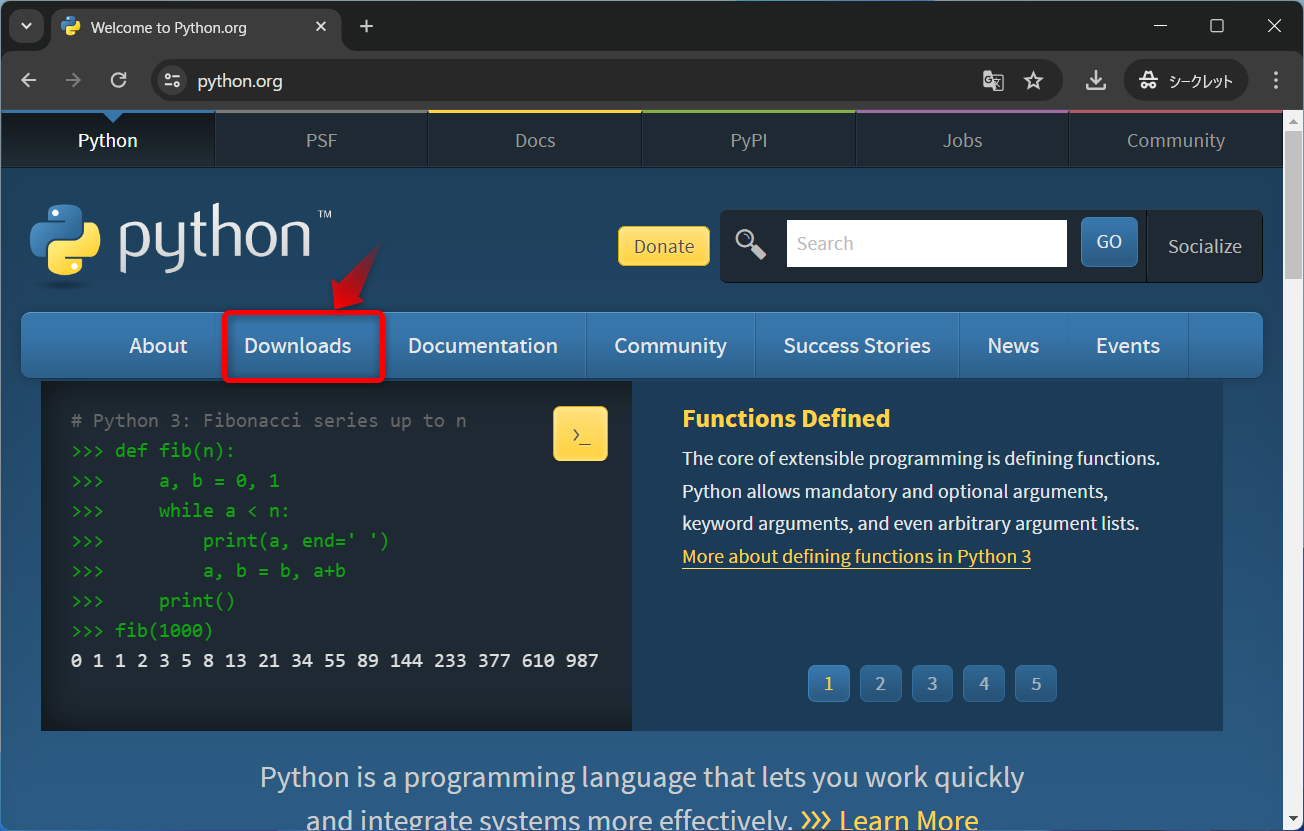 Welcome to Python.org
python.org
シークレット
Python PSF Docs PyPI Jobs Community
python™
Donate Search GO Socialize
About Downloads Documentation Community Success Stories News Events
# Python 3: Fibonacci series up to n
>>> def fib(n):
>>>     a, b = 0, 1
>>>     while a < n:
>>>         print(a, end=' ')
>>>         a, b = b, a+b
>>>     print()
>>> fib(1000)
0 1 1 2 3 5 8 13 21 34 55 89 144 233 377 610 987
>_
Functions Defined
The core of extensible programming is defining functions.
Python allows mandatory and optional arguments,
keyword arguments, and even arbitrary argument lists.
More about defining functions in Python 3
1 2 3 4 5
Python is a programming language that lets you work quickly
and integrate systems more effectively. >>> Learn More